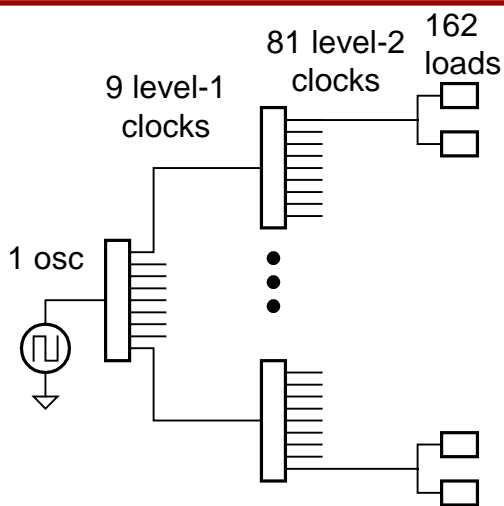 162
loads
81 level-2
clocks
9 level-1
clocks
1 osc